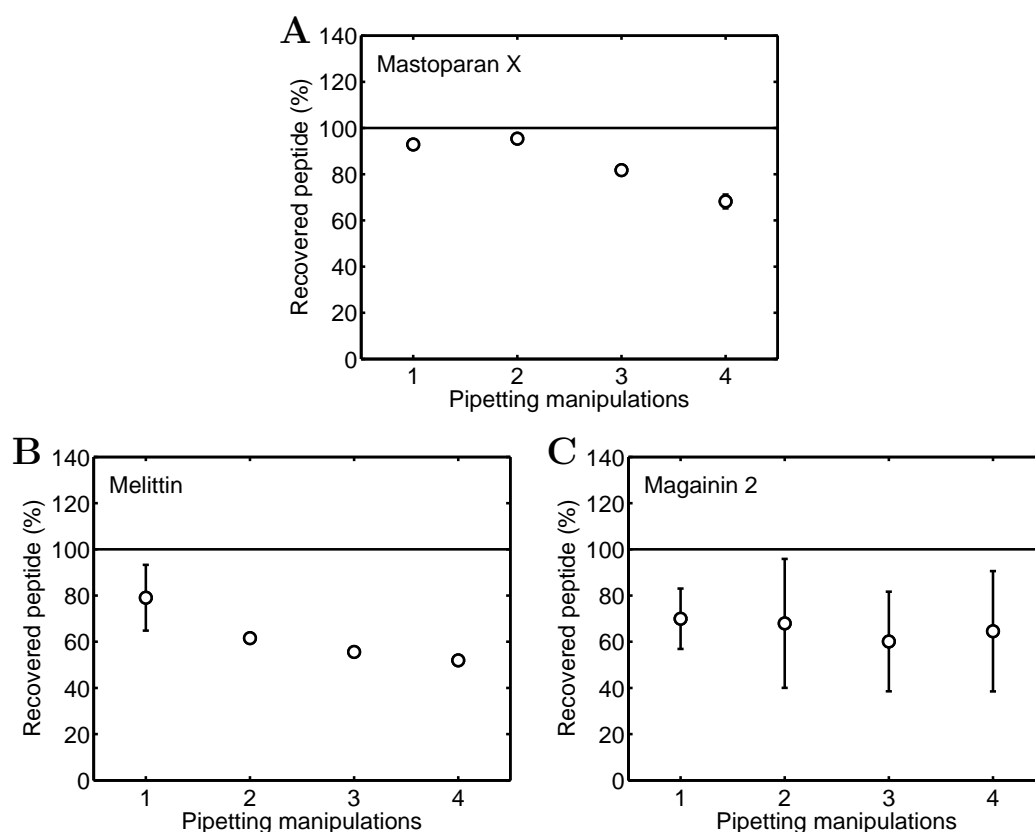 A
Mastoparan X
Recovered peptide (%)
140
120
100
80
60
40
20
0
1 2 3 4
Pipetting manipulations
B
Melittin
Recovered peptide (%)
140
120
100
80
60
40
20
0
1 2 3 4
Pipetting manipulations
C
Magainin 2
Recovered peptide (%)
140
120
100
80
60
40
20
0
1 2 3 4
Pipetting manipulations